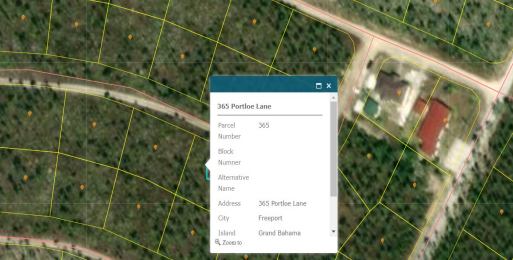 365 Portloe Lane
Parcel Number 365
Block Numner
Alternative Name
Address 365 Portloe Lane
City Freeport
Island Grand Bahama
Zoom to